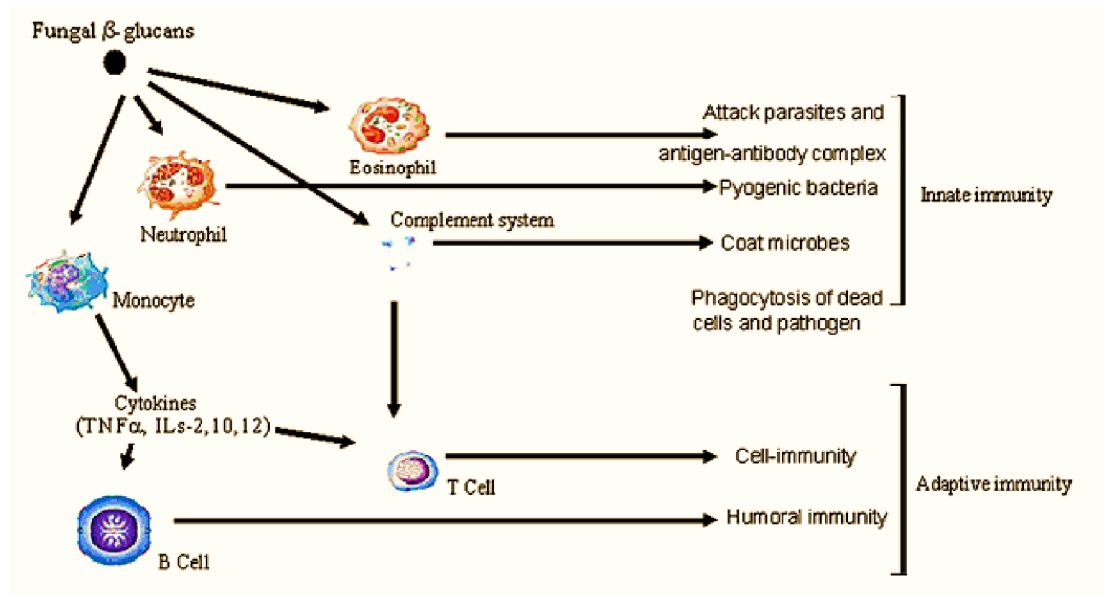 Fungal ß-glucans
Attack parasites and
antigen-antibody complex
Eosinophil
Pyogenic bacteria
Innate immunity
Neutrophil
Complement system
Coat microbes
Monocyte
Phagocytosis of dead
cells and pathogen
Cytokines
(TNFα, ILs-2,10,12)
T Cell
Cell-immunity
Adaptive immunity
B Cell
Humoral immunity